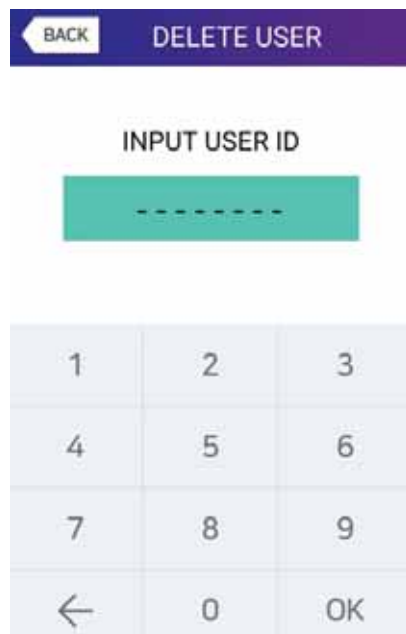 BACK DELETE USER
INPUT USER ID
--------
1 2 3
4 5 6
7 8 9
← 0 OK